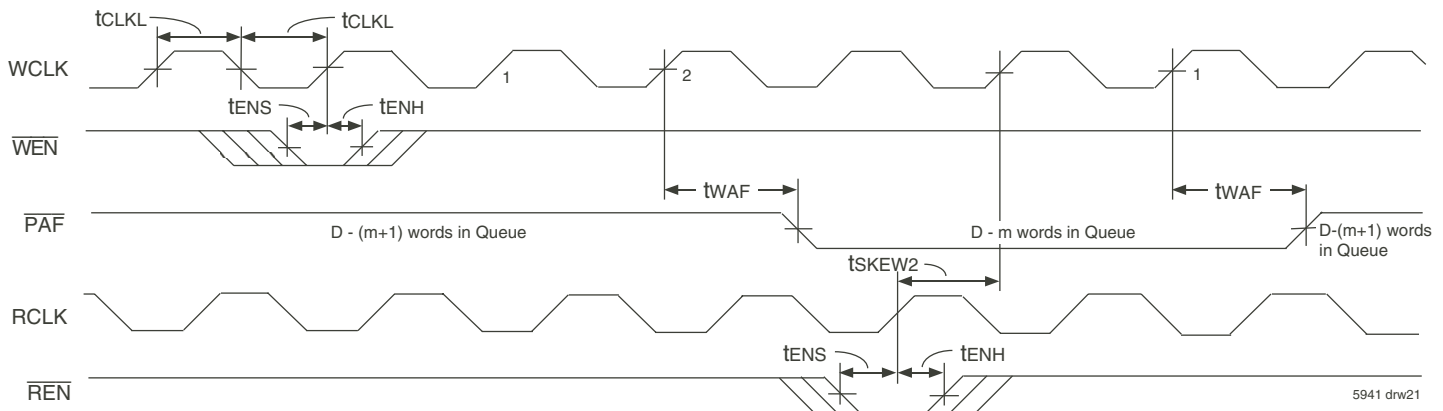 tCLKL tCLKL
WCLK 1 2 1
tENS tENH
WEN
tWAF tWAF
PAF
D - (m+1) words in Queue D - m words in Queue D-(m+1) words
in Queue
tSKEW2
RCLK
tENS tENH
REN
5941 drw21